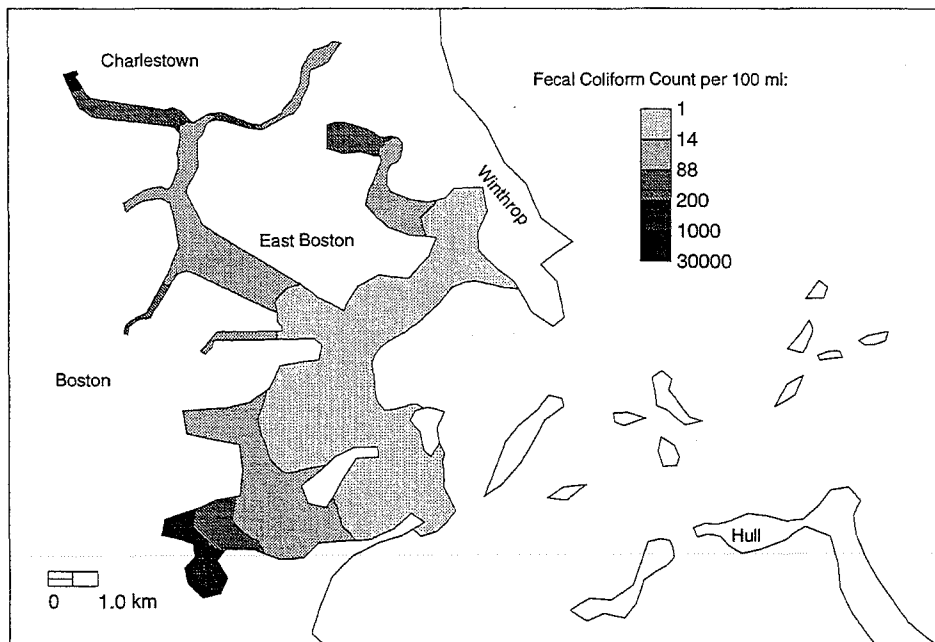 Charlestown
Fecal Coliform Count per 100 ml:
1
14
88
200
1000
30000
Winthrop
East Boston
Boston
Hull
0 1.0 km